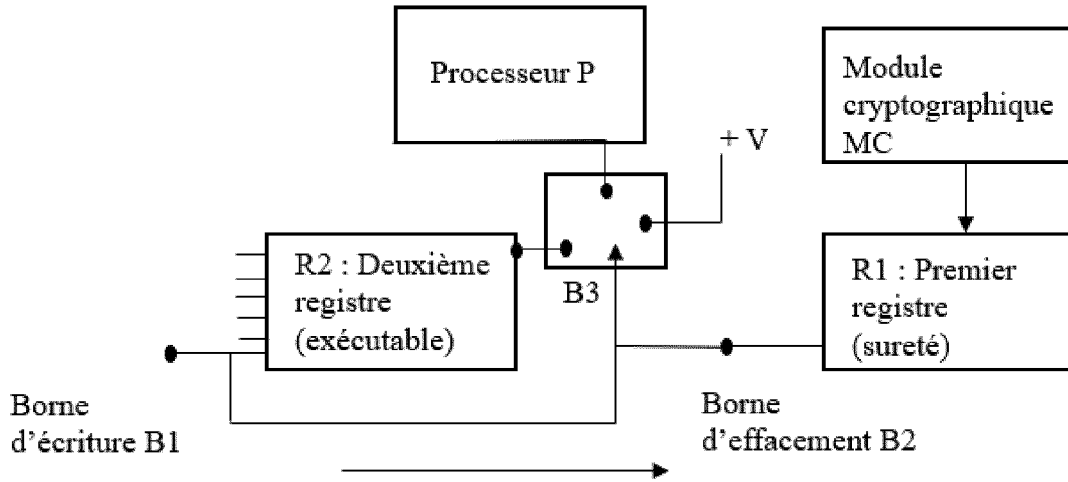 Processeur P
Module
cryptographique
MC
+ V
R2 : Deuxième
registre
(exécutable)
B3
R1 : Premier
registre
(sureté)
Borne
d'écriture B1
Borne
d'effacement B2